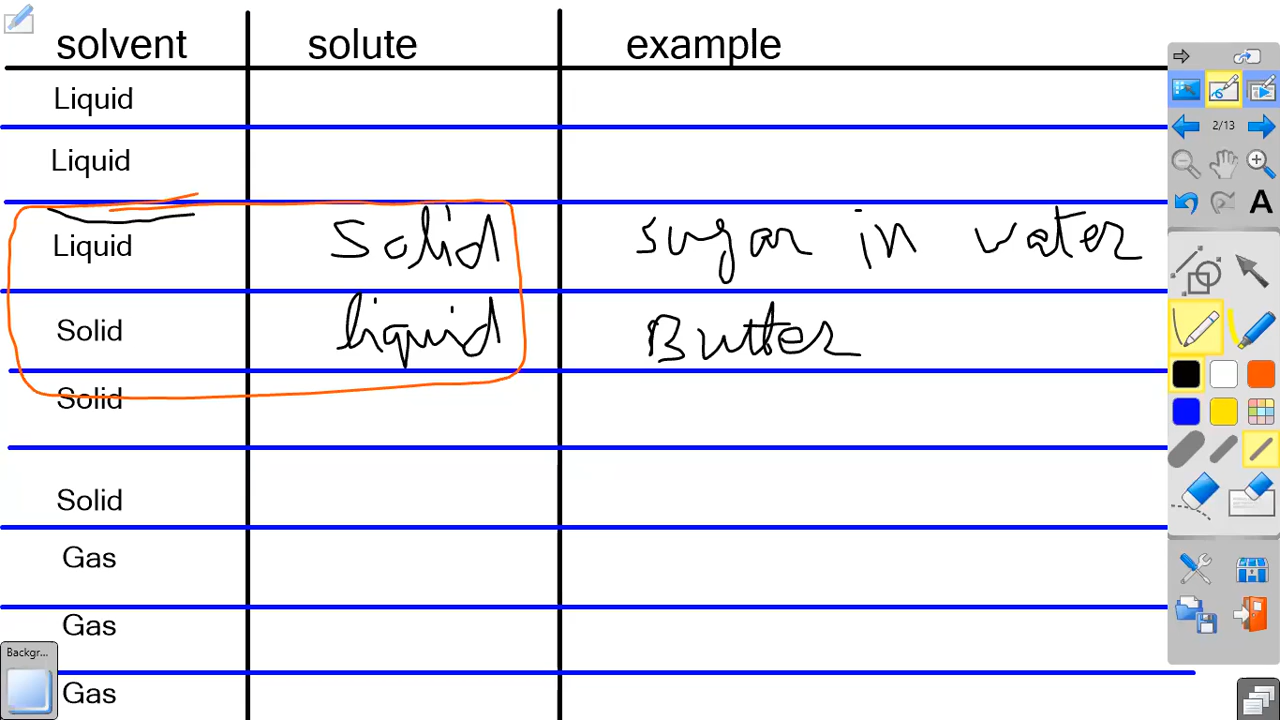 solvent solute example
Liquid
Liquid
Liquid solid sugar in water
Solid liquid Butter
Solid
Solid
Gas
Gas
Gas
2/13
A
Backgr...